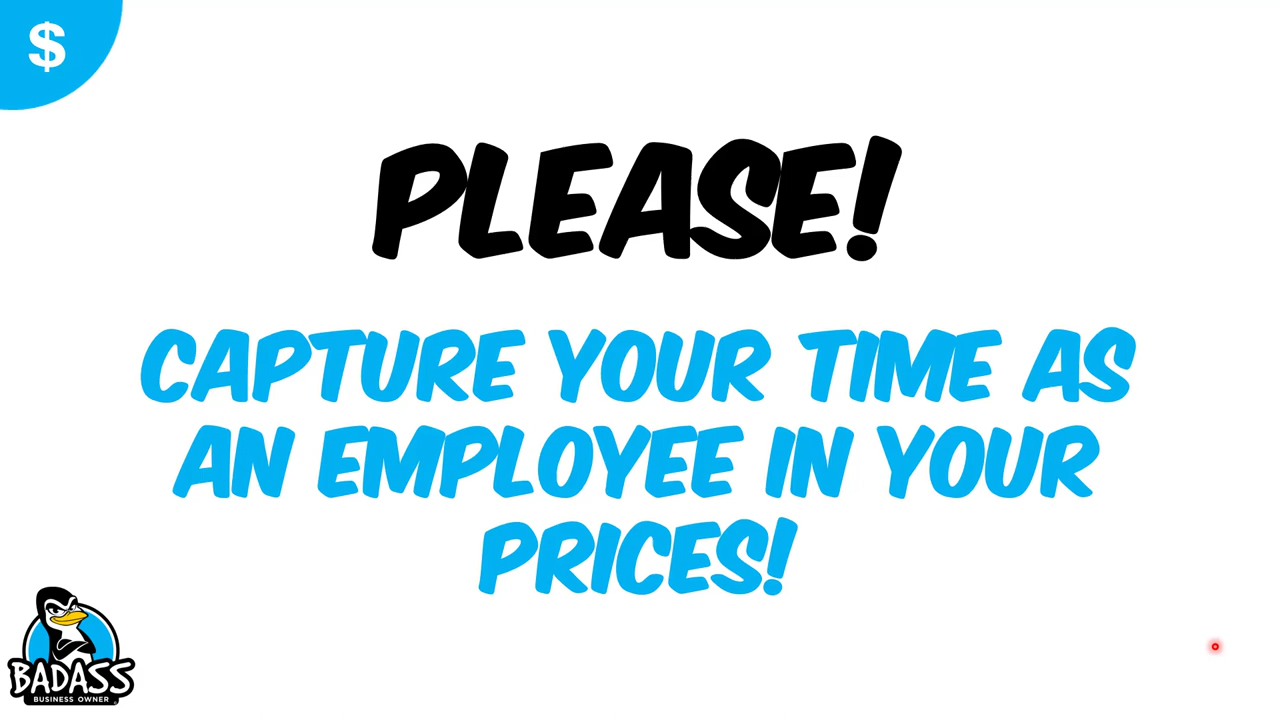 $
PLEASE!
CAPTURE YOUR TIME AS
AN EMPLOYEE IN YOUR
PRICES!
BADASS
BUSINESS OWNER